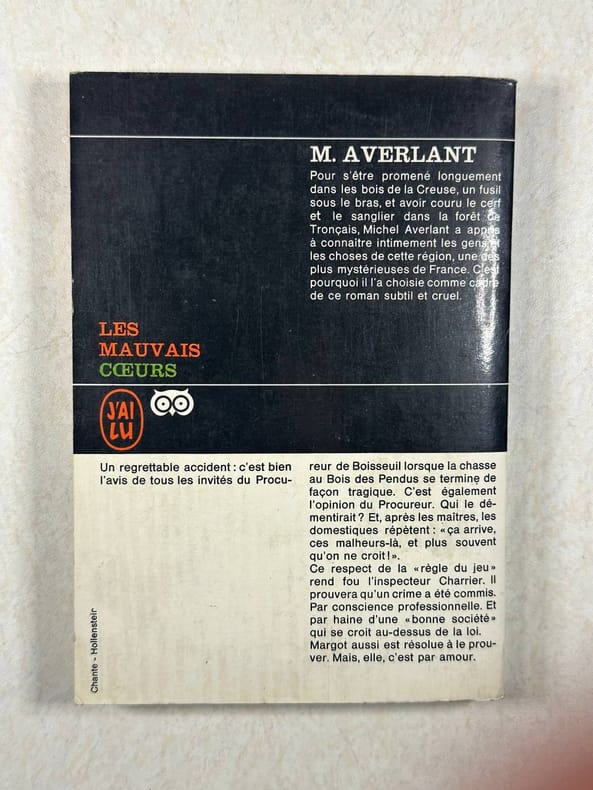 M. AVERLANT
Pour s'être promené longuement
dans les bois de la Creuse, un fusil
sous le bras, et avoir couru le cerf
et le sanglier dans la forêt de
Tronçais, Michel Averlant a appris
à connaître intimement les gens et
les choses de cette région, une des
plus mystérieuses de France. C'est
pourquoi il l'a choisie comme cadre
de ce roman subtil et cruel.
LES
MAUVAIS
CŒURS
J'AI
LU
Un regrettable accident : c'est bien
l'avis de tous les invités du Procu-
reur de Boisseuil lorsque la chasse
au Bois des Pendus se termine de
façon tragique. C'est également
l'opinion du Procureur. Qui le dé-
mentirait ? Et, après les maîtres, les
domestiques répètent : «ça arrive,
ces malheurs-là, et plus souvent
qu'on ne croit!».
Ce respect de la «règle du jeu»
rend fou l'inspecteur Charrier. Il
prouvera qu'un crime a été commis.
Par conscience professionnelle. Et
par haine d'une «bonne société»
qui se croit au-dessus de la loi.
Margot aussi est résolue à le prou-
ver. Mais, elle, c'est par amour.
Chante - Hollenstein